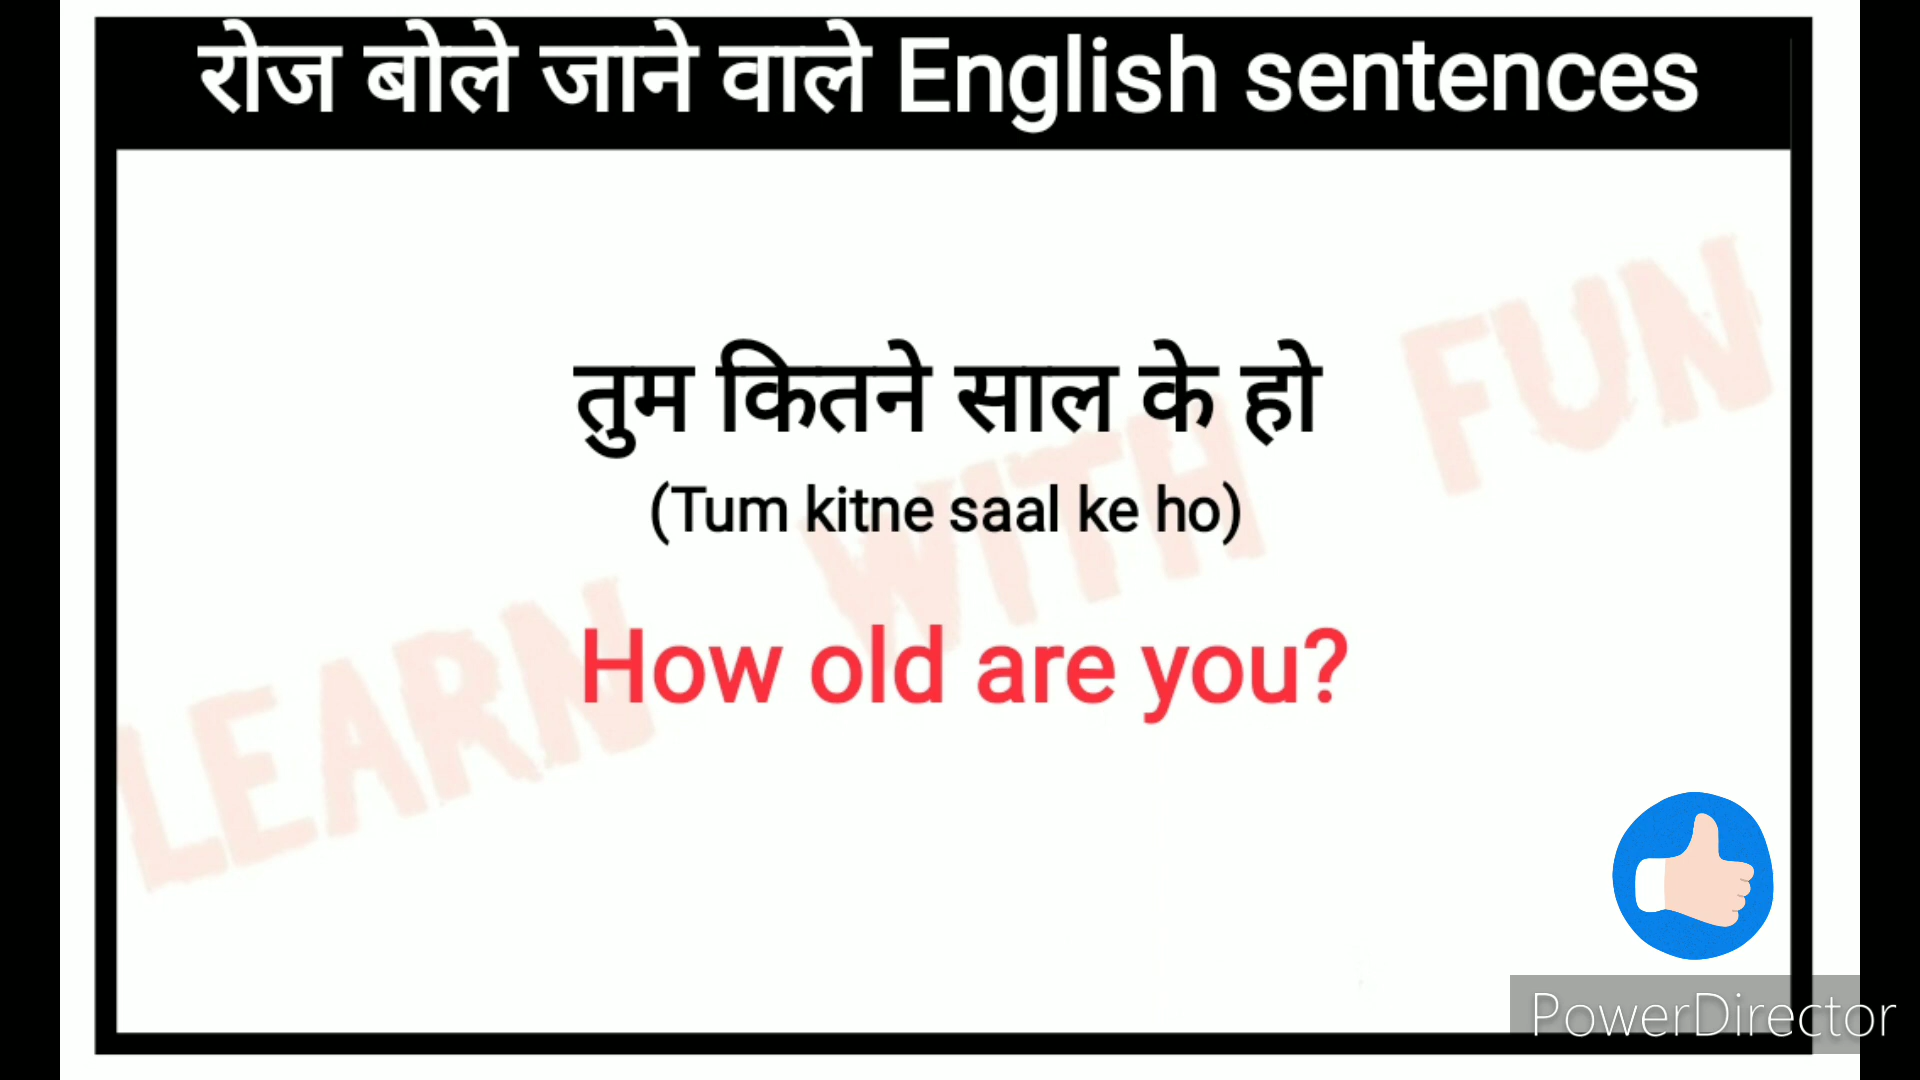 रोज बोले जाने वाले English sentences
तुम कितने साल के हो
(Tum kitne saal ke ho)
How old are you?
LEARN WITH FUN
PowerDirector